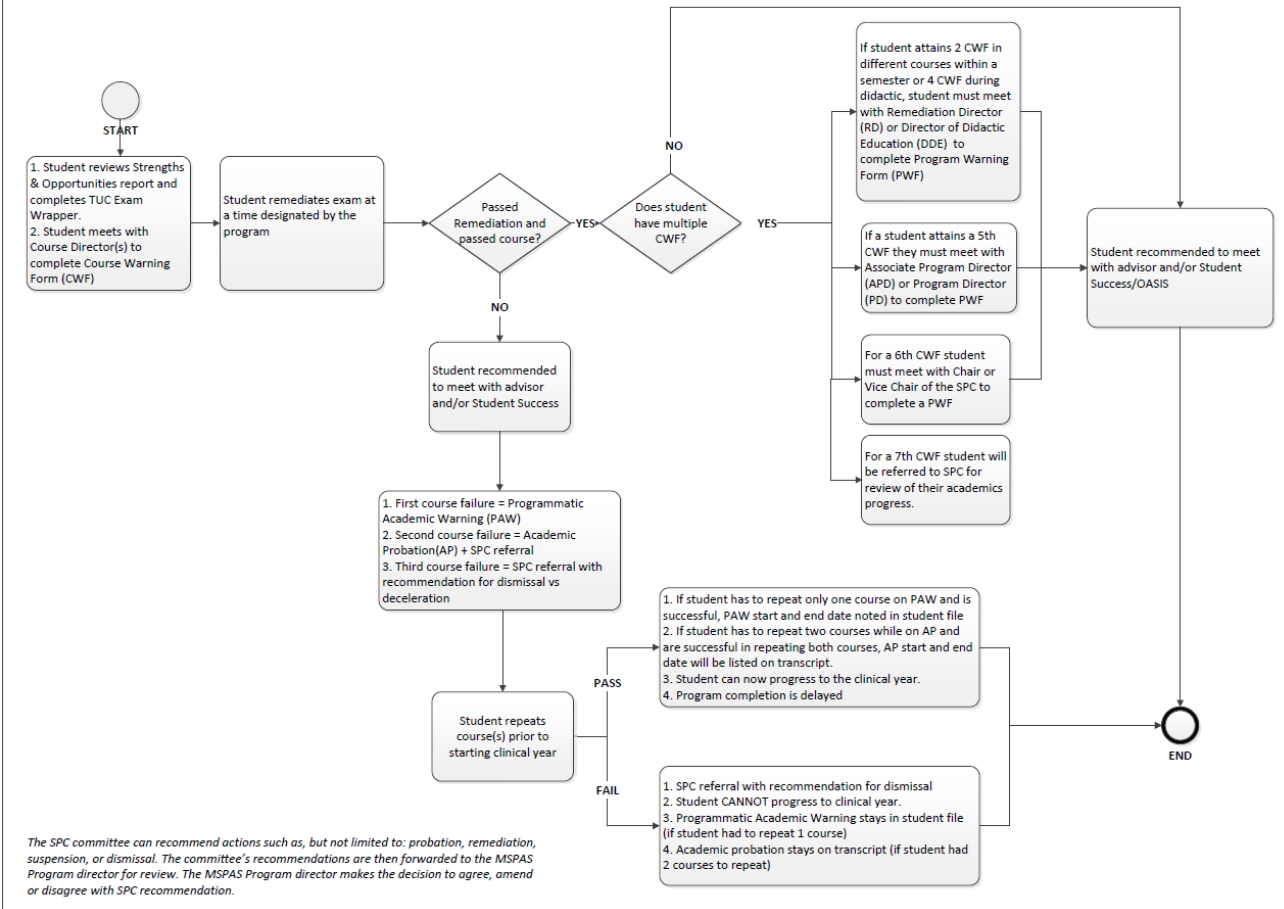 START
1. Student reviews Strengths
& Opportunities report and
completes TUC Exam
Wrapper.
2. Student meets with
Course Director(s) to
complete Course Warning
Form (CWF)
Student remediates exam at
a time designated by the
program
Passed
Remediation and
passed course?
YES
NO
Does student
have multiple
CWF?
NO
YES
If student attains 2 CWF in
different courses within a
semester or 4 CWF during
didactic, student must meet
with Remediation Director
(RD) or Director of Didactic
Education (DDE) to
complete Program Warning
Form (PWF)
If a student attains a 5th
CWF they must meet with
Associate Program Director
(APD) or Program Director
(PD) to complete PWF
For a 6th CWF student
must meet with Chair or
Vice Chair of the SPC to
complete a PWF
For a 7th CWF student will
be referred to SPC for
review of their academics
progress.
Student recommended to meet
with advisor and/or Student
Success/OASIS
Student recommended
to meet with advisor
and/or Student Success
1. First course failure = Programmatic
Academic Warning (PAW)
2. Second course failure = Academic
Probation(AP) + SPC referral
3. Third course failure = SPC referral with
recommendation for dismissal vs
deceleration
Student repeats
course(s) prior to
starting clinical year
PASS
1. If student has to repeat only one course on PAW and is
successful, PAW start and end date noted in student file
2. If student has to repeat two courses while on AP and
are successful in repeating both courses, AP start and end
date will be listed on transcript.
3. Student can now progress to the clinical year.
4. Program completion is delayed
FAIL
1. SPC referral with recommendation for dismissal
2. Student CANNOT progress to clinical year.
3. Programmatic Academic Warning stays in student file
(if student had to repeat 1 course)
4. Academic probation stays on transcript (if student had
2 courses to repeat)
END
The SPC committee can recommend actions such as, but not limited to: probation, remediation,
suspension, or dismissal. The committee's recommendations are then forwarded to the MSPAS
Program director for review. The MSPAS Program director makes the decision to agree, amend
or disagree with SPC recommendation.